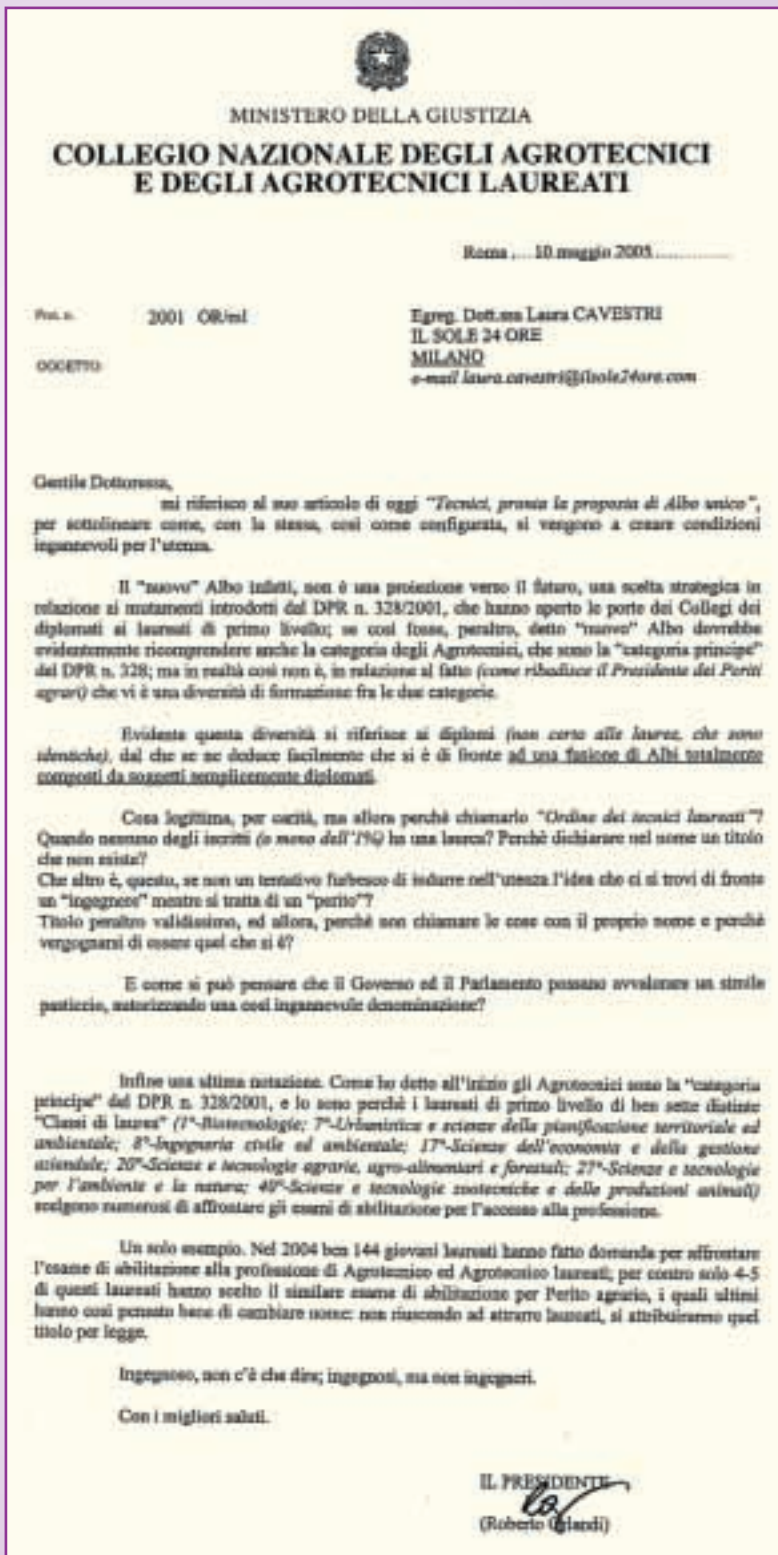 MINISTERO DELLA GIUSTIZIA
COLLEGIO NAZIONALE DEGLI AGROTECNICI
E DEGLI AGROTECNICI LAUREATI
Roma, ... 10 maggio 2005 ............
Prot. n. 2001 OR/ml
Egreg. Dott.ssa Laura CAVESTRI
IL SOLE 24 ORE
OGGETTO
MILANO
e-mail laura.cavestri@ilsole24ore.com
Gentile Dottoressa,
mi riferisco al suo articolo di oggi "Tecnici, pronta la proposta di Albo unico",
per sottolineare come, con la stessa, così come configurata, si vengono a creare condizioni
ingannevoli per l'utenza.
Il "nuovo" Albo infatti, non è una proiezione verso il futuro, una scelta strategica in
relazione ai mutamenti introdotti dal DPR n. 328/2001, che hanno aperto le porte dei Collegi dei
diplomati ai laureati di primo livello; se così fosse, peraltro, detto "nuovo" Albo dovrebbe
evidentemente ricomprendere anche la categoria degli Agrotecnici, che sono la "categoria principe"
del DPR n. 328; ma in realtà così non è, in relazione al fatto (come ribadisce il Presidente dei Periti
agrari) che vi è una diversità di formazione fra le due categorie.
Evidente questa diversità si riferisce ai diplomi (non certo alle lauree, che sono
identiche), dal che se ne deduce facilmente che si è di fronte ad una fusione di Albi totalmente
composti da soggetti semplicemente diplomati.
Cosa legittima, per carità, ma allora perchè chiamarlo "Ordine dei tecnici laureati"?
Quando nessuno degli iscritti (o meno dell'1%) ha una laurea? Perchè dichiarare nel nome un titolo
che non esiste?
Che altro è, questo, se non un tentativo furbesco di indurre nell'utenza l'idea che ci si trovi di fronte
un "ingegnere" mentre si tratta di un "perito"?
Titolo peraltro validissimo, ed allora, perchè non chiamare le cose con il proprio nome e perchè
vergognarsi di essere quel che si è?
E come si può pensare che il Governo ed il Parlamento possano avvalorare un simile
pasticcio, autorizzando una così ingannevole denominazione?
Infine una ultima notazione. Come ho detto all'inizio gli Agrotecnici sono la "categoria
principe" del DPR n. 328/2001, e lo sono perchè i laureati di primo livello di ben sette distinte
"Classi di laurea" (1ª-Biotecnologie; 7ª-Urbanistica e scienze della pianificazione territoriale ed
ambientale; 8ª-Ingegneria civile ed ambientale; 17ª-Scienze dell'economia e della gestione
aziendale; 20ª-Scienze e tecnologie agrarie, agro-alimentari e forestali; 27ª-Scienze e tecnologie
per l'ambiente e la natura; 40ª-Scienze e tecnologie zootecniche e delle produzioni animali)
scelgono numerosi di affrontare gli esami di abilitazione per l'accesso alla professione.
Un solo esempio. Nel 2004 ben 144 giovani laureati hanno fatto domanda per affrontare
l'esame di abilitazione alla professione di Agrotecnico ed Agrotecnico laureati; per contro solo 4-5
di questi laureati hanno scelto il similare esame di abilitazione per Perito agrario, i quali ultimi
hanno così pensato bene di cambiare nome: non riuscendo ad attrarre laureati, si attribuiranno quel
titolo per legge.
Ingegnoso, non c'è che dire; ingegnosi, ma non ingegneri.
Con i migliori saluti.
IL PRESIDENTE
(Roberto Orlandi)